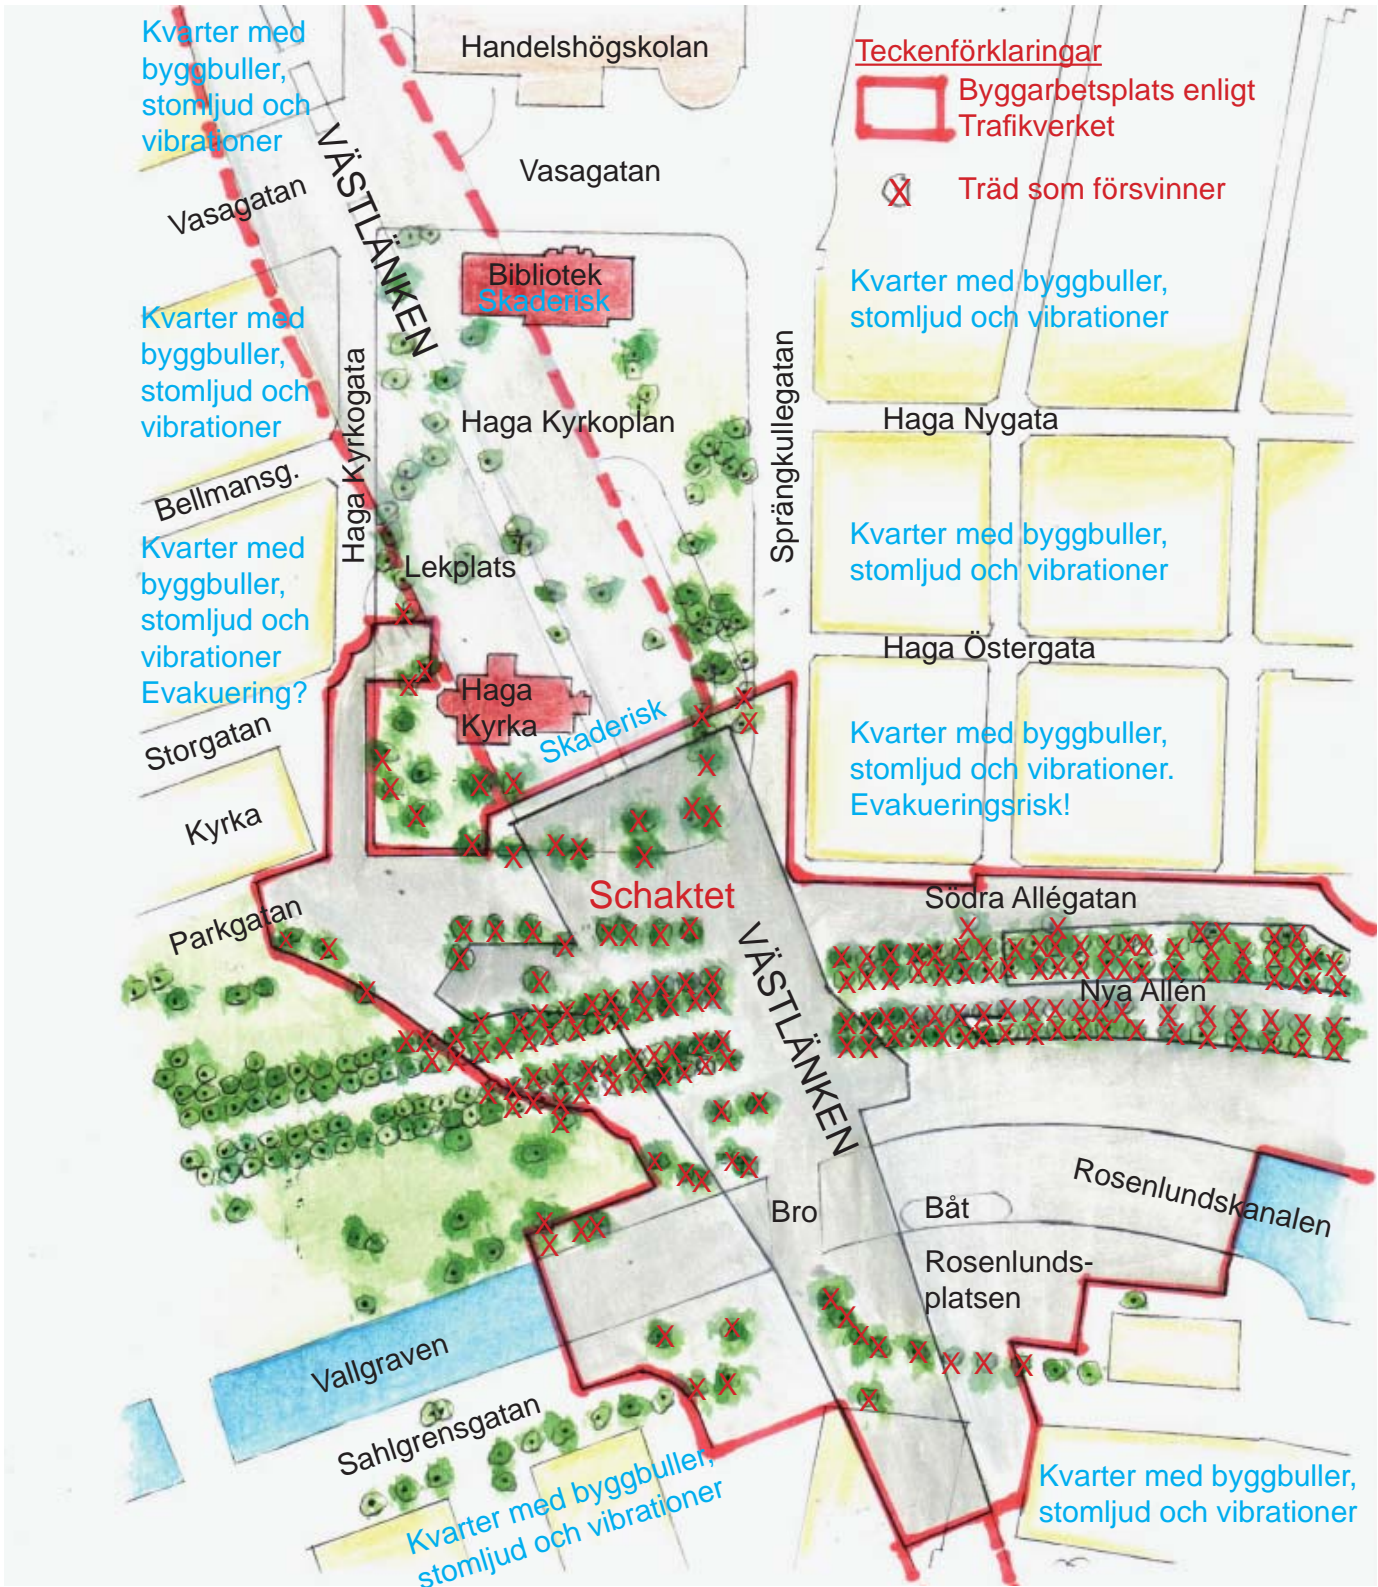 Kvarter med
byggbuller,
stomljud och
vibrationer
Handelshögskolan
Teckenförklaringar
Byggarbetsplats enligt
Trafikverket
X Träd som försvinner
VÄSTLÄNKEN
Vasagatan
Vasagatan
Bibliotek
Skaderisk
Kvarter med byggbuller,
stomljud och vibrationer
Kvarter med
byggbuller,
stomljud och
vibrationer
Haga Kyrkogata
Haga Kyrkoplan
Sprängkullegatan
Haga Nygata
Bellmansg.
Kvarter med
byggbuller,
stomljud och
vibrationer
Evakuering?
Lekplats
Kvarter med byggbuller,
stomljud och vibrationer
Haga Östergata
Haga
Kyrka
Skaderisk
Storgatan
Kvarter med byggbuller,
stomljud och vibrationer.
Evakueringsrisk!
Kyrka
Schaktet
Södra Allégatan
Parkgatan
VÄSTLÄNKEN
Nya Allén
Bro
Båt
Rosenlundskanalen
Rosenlunds-
platsen
Vallgraven
Sahlgrensgatan
Kvarter med byggbuller,
stomljud och vibrationer
Kvarter med byggbuller,
stomljud och vibrationer